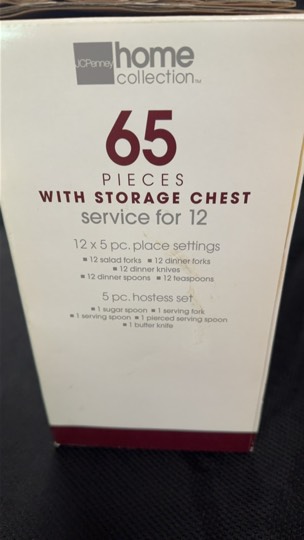 JCPenney home
collection™
65
PIECES
WITH STORAGE CHEST
service for 12
12 x 5 pc. place settings
▪ 12 salad forks ▪ 12 dinner forks
▪ 12 dinner knives
▪ 12 dinner spoons ▪ 12 teaspoons
5 pc. hostess set
▪ 1 sugar spoon ▪ 1 serving fork
▪ 1 serving spoon ▪ 1 pierced serving spoon
▪ 1 butter knife